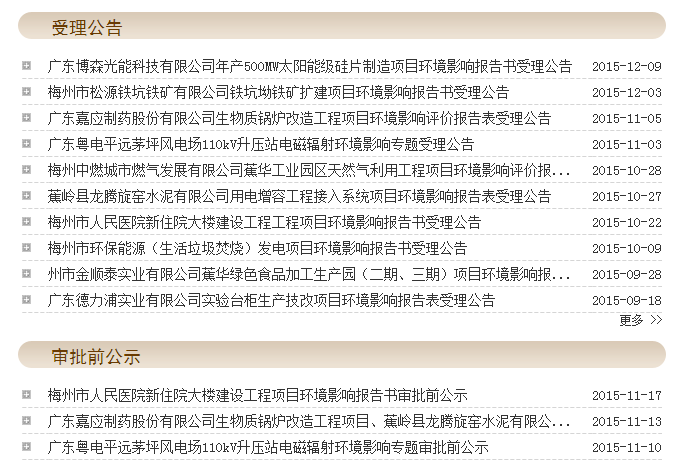 受理公告
广东博森光能科技有限公司年产500MW太阳能级硅片制造项目环境影响报告书受理公告 2015-12-09
梅州市松源铁坑铁矿有限公司铁坑坳铁矿扩建项目环境影响报告书受理公告 2015-12-03
广东嘉应制药股份有限公司生物质锅炉改造工程项目环境影响评价报告表受理公告 2015-11-05
广东粤电平远茅坪风电场110kV升压站电磁辐射环境影响专题受理公告 2015-11-03
梅州中燃城市燃气发展有限公司蕉华工业园区天然气利用工程项目环境影响评价报... 2015-10-28
蕉岭县龙腾旋窑水泥有限公司用电增容工程接入系统项目环境影响报告表受理公告 2015-10-27
梅州市人民医院新住院大楼建设工程工程项目环境影响报告书受理公告 2015-10-22
梅州市环保能源（生活垃圾焚烧）发电项目环境影响报告书受理公告 2015-10-09
州市金顺泰实业有限公司蕉华绿色食品加工生产园（二期、三期）项目环境影响报... 2015-09-28
广东德力浦实业有限公司实验台柜生产技改项目环境影响报告表受理公告 2015-09-18
更多 >>
审批前公示
梅州市人民医院新住院大楼建设工程项目环境影响报告书审批前公示 2015-11-17
广东嘉应制药股份有限公司生物质锅炉改造工程项目、蕉岭县龙腾旋窑水泥有限公... 2015-11-13
广东粤电平远茅坪风电场110kV升压站电磁辐射环境影响专题审批前公示 2015-11-10